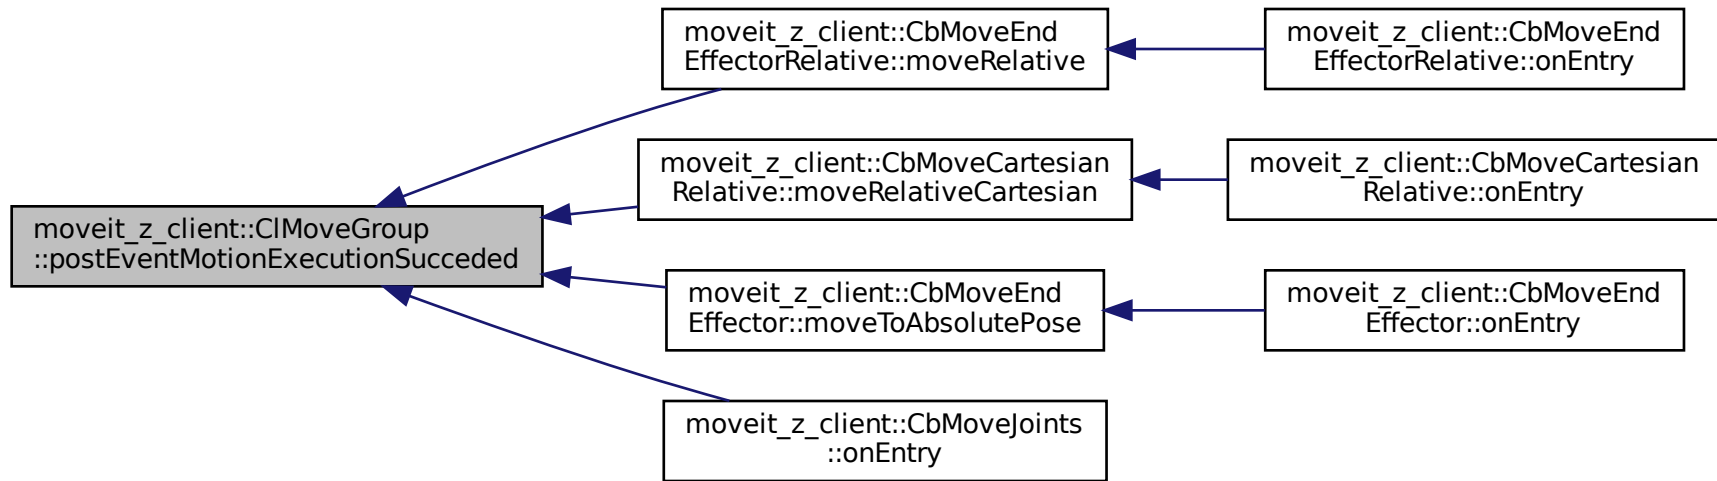 moveit_z_client::CbMoveEnd
EffectorRelative::moveRelative
moveit_z_client::CbMoveEnd
EffectorRelative::onEntry
moveit_z_client::CbMoveCartesian
Relative::moveRelativeCartesian
moveit_z_client::CbMoveCartesian
Relative::onEntry
moveit_z_client::ClMoveGroup
::postEventMotionExecutionSucceded
moveit_z_client::CbMoveEnd
Effector::moveToAbsolutePose
moveit_z_client::CbMoveEnd
Effector::onEntry
moveit_z_client::CbMoveJoints
::onEntry